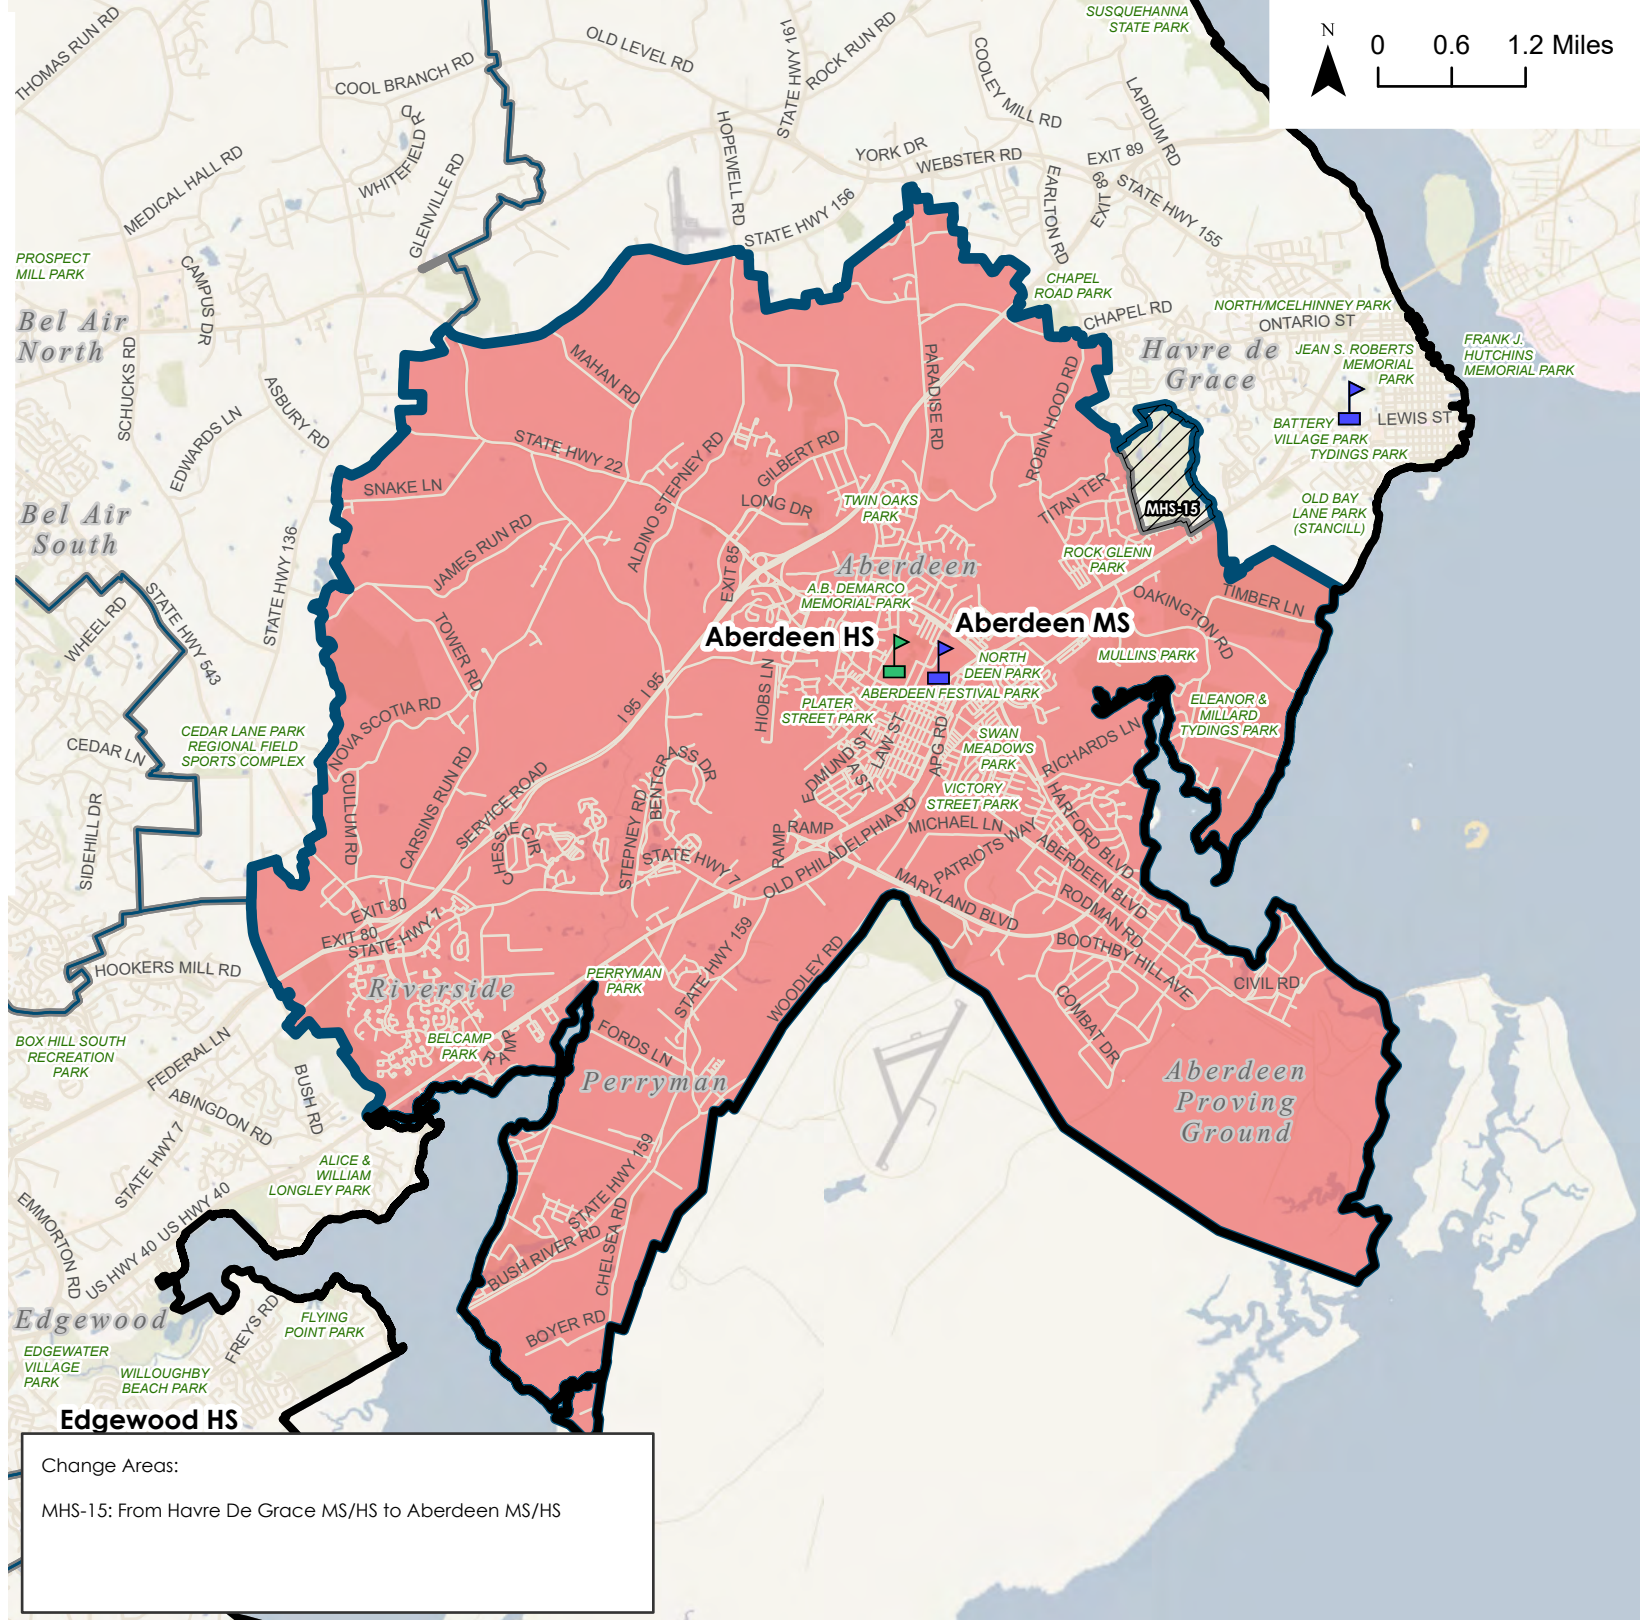 SUSQUEHANNA
STATE PARK
N
0 0.6 1.2 Miles
THOMAS RUN RD
COOL BRANCH RD
OLD LEVEL RD
STATE HWY 161
ROCK RUN RD
COOLEY MILL RD
LAPIDUM RD
WHITEFIELD RD
HOPEWELL RD
YORK DR
WEBSTER RD
EXIT 89
EXIT 89
MEDICAL HALL RD
GLENVILLE RD
EARLTON RD
STATE HWY 155
STATE HWY 156
PROSPECT
MILL PARK
CAMPUS DR
CHAPEL
ROAD PARK
CHAPEL RD
NORTH/MCELHINNEY PARK
ONTARIO ST
Bel Air
North
SCHUCKS RD
Havre de
Grace
JEAN S. ROBERTS
MEMORIAL
PARK
FRANK J.
HUTCHINS
MEMORIAL PARK
MAHAN RD
PARADISE RD
ROBIN HOOD RD
ASBURY RD
EDWARDS LN
BATTERY
VILLAGE PARK
TYDINGS PARK
LEWIS ST
STATE HWY 22
ALDINO STEPNEY RD
GILBERT RD
SNAKE LN
LONG DR
TWIN OAKS
PARK
TITAN TER
MHS-15
OLD BAY
LANE PARK
(STANCILL)
Bel Air
South
STATE HWY 136
JAMES RUN RD
EXIT 85
Aberdeen
ROCK GLENN
PARK
A.B. DEMARCO
MEMORIAL PARK
OAKINGTON RD
TIMBER LN
WHEEL RD
STATE HWY 543
TOWER RD
Aberdeen HS
Aberdeen MS
NORTH
DEEN PARK
MULLINS PARK
HIOBS LN
I 95 I 95
ABERDEEN FESTIVAL PARK
PLATER
STREET PARK
ELEANOR &
MILLARD
TYDINGS PARK
NOVA SCOTIA RD
CEDAR LANE PARK
REGIONAL FIELD
SPORTS COMPLEX
CEDAR LN
EDMUND ST
A ST
LAW ST
APG RD
SWAN
MEADOWS
PARK
RICHARDS LN
BENTGRASS DR
CULLUM RD
CARSINS RUN RD
SERVICE ROAD
CHESSIE CIR
STEPNEY RD
VICTORY
STREET PARK
HARFORD BLVD
SIDEHILL DR
RAMP
RAMP
MICHAEL LN
STATE HWY 7
OLD PHILADELPHIA RD
PATRIOTS WAY
ABERDEEN BLVD
MARYLAND BLVD
RODMAN RD
EXIT 80
EXIT 80
STATE HWY 7
BOOTHBY HILL AVE
CIVIL RD
HOOKERS MILL RD
Riverside
PERRYMAN
PARK
STATE HWY 159
WOODLEY RD
COMBAT DR
BOX HILL SOUTH
RECREATION
PARK
FEDERAL LN
BELCAMP
PARK
RAMP
FORDS LN
Perryman
Aberdeen
Proving
Ground
BUSH RD
ABINGDON RD
STATE HWY 7
ALICE &
WILLIAM
LONGLEY PARK
STATE HWY 159
EMMORTON RD
US HWY 40 US HWY 40
BUSH RIVER RD
CHELSEA RD
BOYER RD
Edgewood
FREYS RD
FLYING
POINT PARK
EDGEWATER
VILLAGE
PARK
WILLOUGHBY
BEACH PARK
Edgewood HS
Change Areas:
MHS-15: From Havre De Grace MS/HS to Aberdeen MS/HS